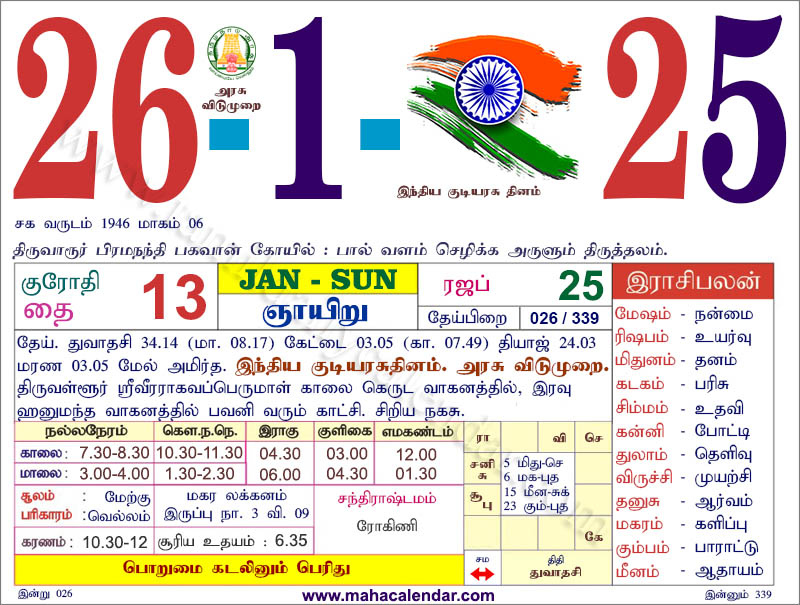 26-1-25
அரசு
விடுமுறை
இந்திய குடியரசு தினம்
சக வருடம் 1946 மாகம் 06
திருவாரூர் பிரமநந்தி பகவான் கோயில் : பால் வளம் செழிக்க அருளும் திருத்தலம்.
குரோதி
தை 13
JAN - SUN
ஞாயிறு
ரஜப் 25
தேய்பிறை 026 / 339
தேய். துவாதசி 34.14 (மா. 08.17) கேட்டை 03.05 (கா. 07.49) தியாஜ் 24.03
மரண 03.05 மேல் அமிர்த. இந்திய குடியரசுதினம். அரசு விடுமுறை.
திருவள்ளூர் ஸ்ரீவீரராகவப்பெருமாள் காலை கெருட வாகனத்தில், இரவு
ஹனுமந்த வாகனத்தில் பவனி வரும் காட்சி. சிறிய நகசு.
நல்லநேரம் கௌ.ந.நெ. இராகு குளிகை எமகண்டம்
காலை: 7.30-8.30 10.30-11.30 04.30 03.00 12.00
மாலை: 3.00-4.00 1.30-2.30 06.00 04.30 01.30
சூலம் : மேற்கு
பரிகாரம் :வெல்லம்
மகர லக்கனம்
இருப்பு நா. 3 வி. 09
சந்திராஷ்டமம்
ரோகிணி
கரணம்: 10.30-12 சூரிய உதயம் : 6.35
பொறுமை கடலினும் பெரிது
ரா வி செ
சனி
சு
சூ
பு
5 மிது-செ
6 மக-புத
15 மீன-சுக்
23 கும்-புத
கே
சம
திதி
துவாதசி
இராசிபலன்
மேஷம் - நன்மை
ரிஷபம் - உயர்வு
மிதுனம் - தனம்
கடகம் - பரிசு
சிம்மம் - உதவி
கன்னி - போட்டி
துலாம் - தெளிவு
விருச்சி - முயற்சி
தனுசு - ஆர்வம்
மகரம் - களிப்பு
கும்பம் - பாராட்டு
மீனம் - ஆதாயம்
இன்று 026
www.mahacalendar.com
இன்னும் 339